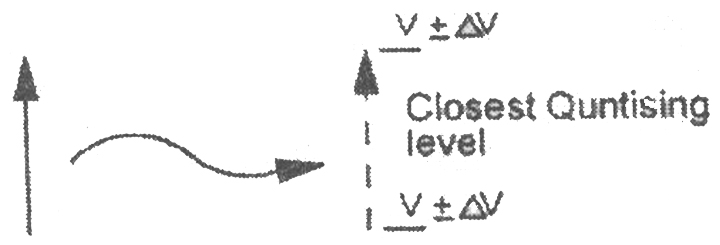 V ± ΔV
Closest Quntising
level
V ± ΔV